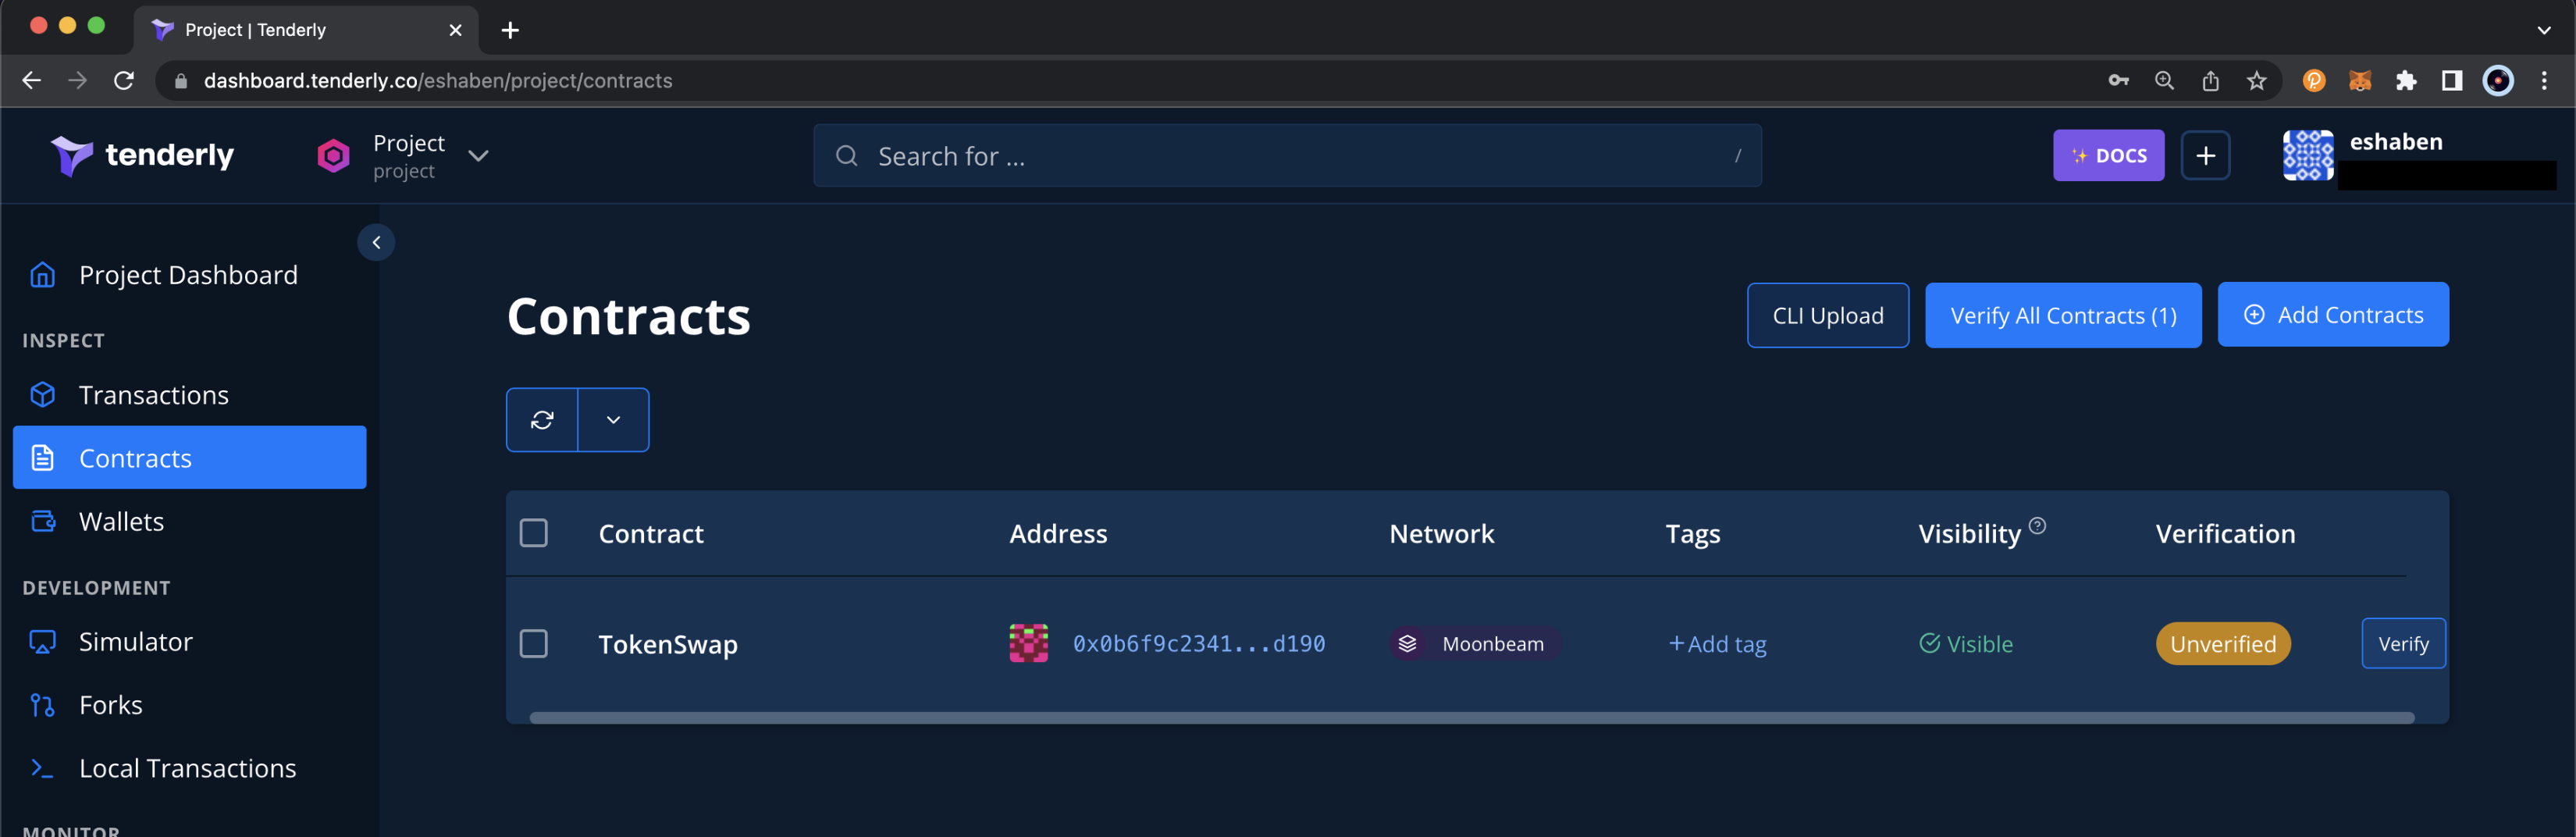 Project | Tenderly
dashboard.tenderly.co/eshaben/project/contracts
tenderly
Project
project
Search for ...
/
✨ DOCS
eshaben
Project Dashboard
INSPECT
Transactions
Contracts
Wallets
DEVELOPMENT
Simulator
Forks
Local Transactions
MONITOR
Contracts
CLI Upload
Verify All Contracts (1)
Add Contracts
Contract Address Network Tags Visibility Verification
TokenSwap 0x0b6f9c2341...d190 Moonbeam +Add tag Visible Unverified Verify